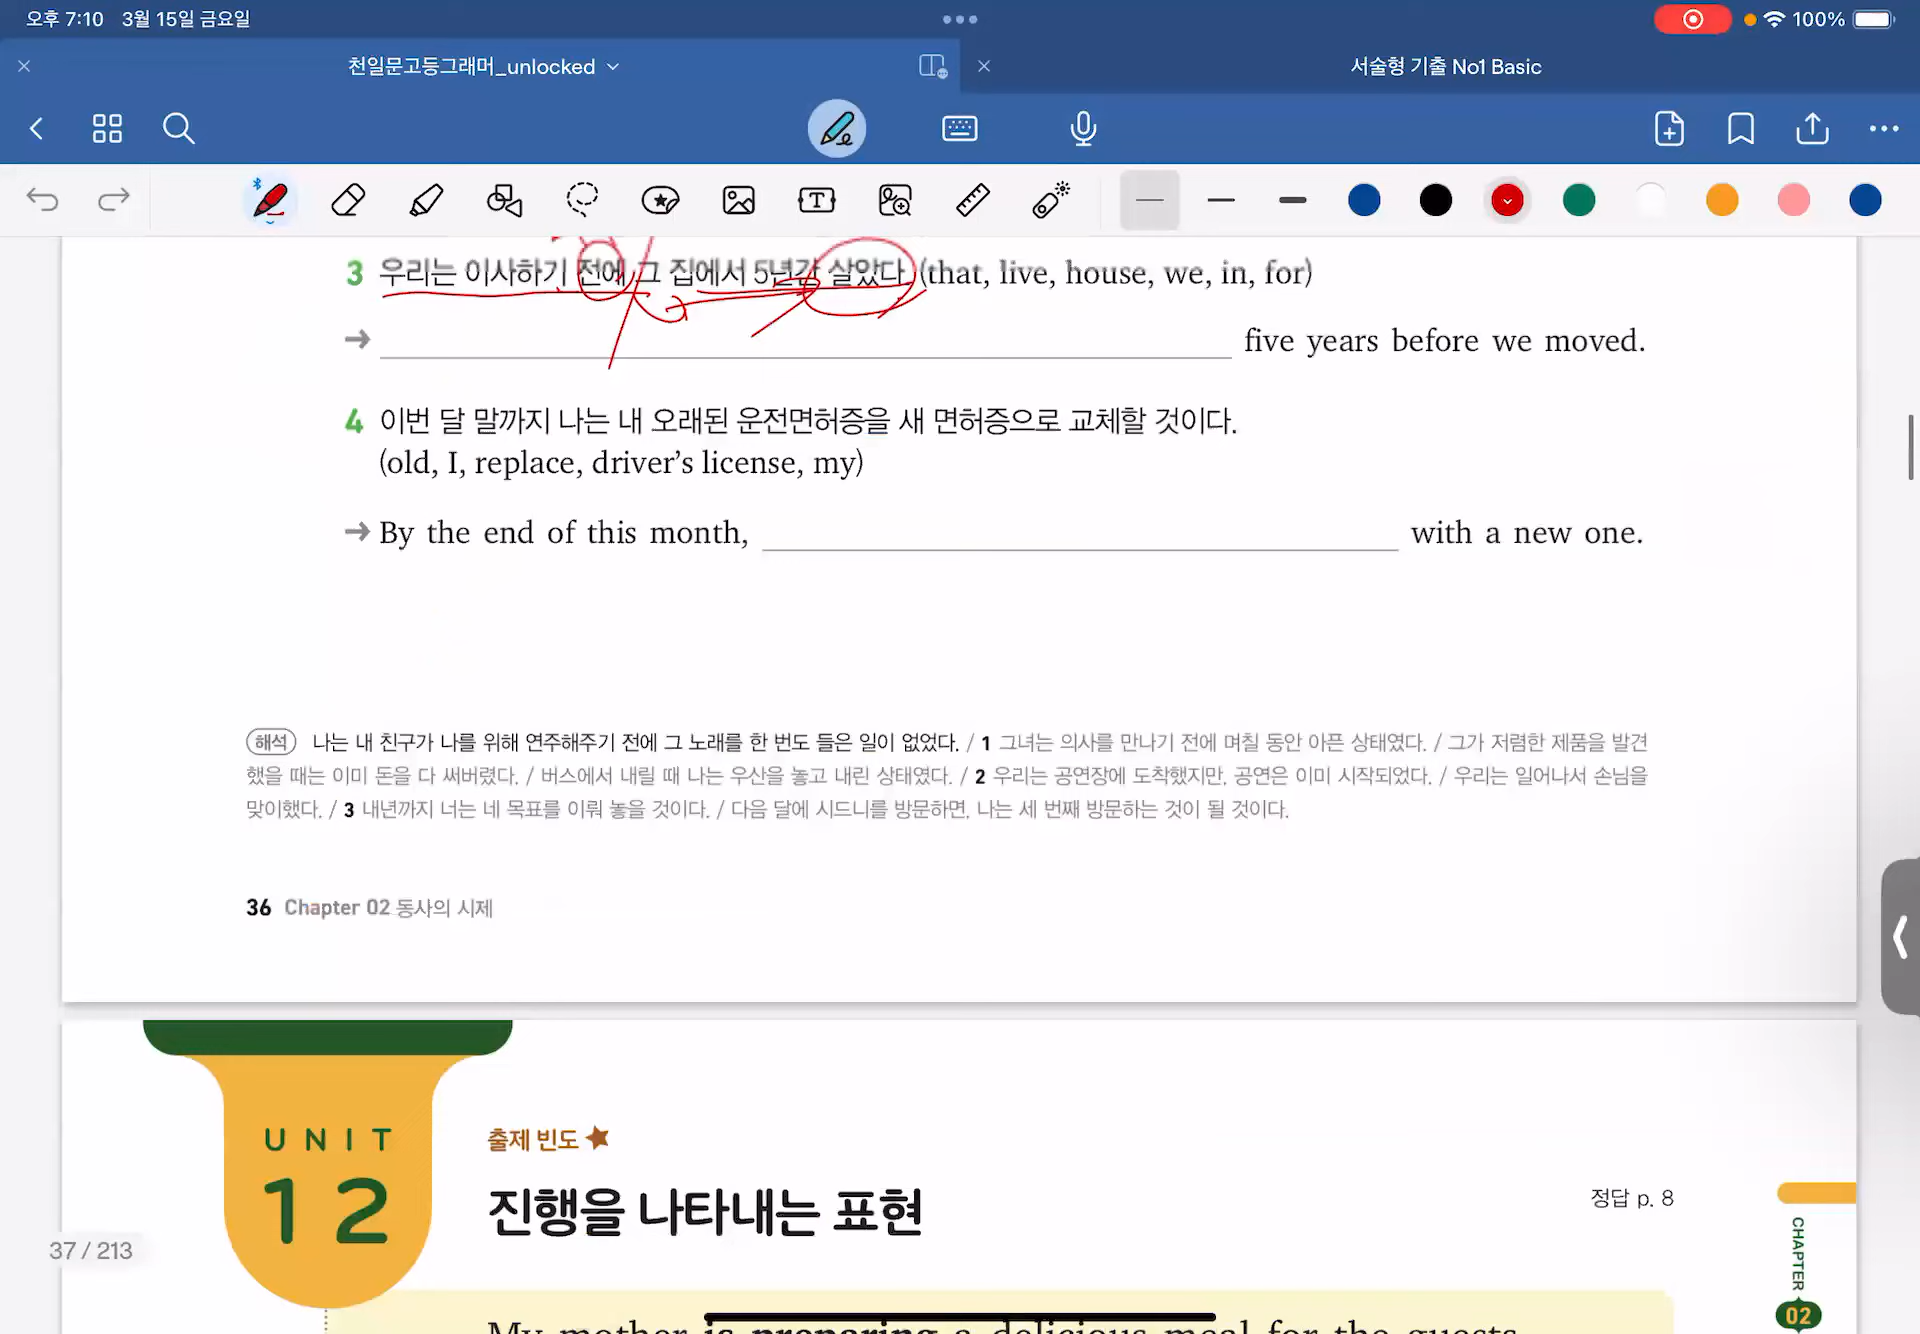 오후 7:10 3월 15일 금요일
100%
천일문고등그래머_unlocked
서술형 기출 No1 Basic
3 우리는 이사하기 전에 그 집에서 5년간 살았다. (that, live, house, we, in, for)
→ five years before we moved.
4 이번 달 말까지 나는 내 오래된 운전면허증을 새 면허증으로 교체할 것이다.
(old, I, replace, driver's license, my)
→ By the end of this month, with a new one.
해석 나는 내 친구가 나를 위해 연주해주기 전에 그 노래를 한 번도 들은 일이 없었다. / 1 그녀는 의사를 만나기 전에 며칠 동안 아픈 상태였다. / 그가 저렴한 제품을 발견
했을 때는 이미 돈을 다 써버렸다. / 버스에서 내릴 때 나는 우산을 놓고 내린 상태였다. / 2 우리는 공연장에 도착했지만, 공연은 이미 시작되었다. / 우리는 일어나서 손님을
맞이했다. / 3 내년까지 너는 네 목표를 이뤄 놓을 것이다. / 다음 달에 시드니를 방문하면, 나는 세 번째 방문하는 것이 될 것이다.
36 Chapter 02 동사의 시제
UNIT
12
출제 빈도
진행을 나타내는 표현
정답 p. 8
CHAPTER
02
37 / 213
My mother is preparing a delicious meal for the guests